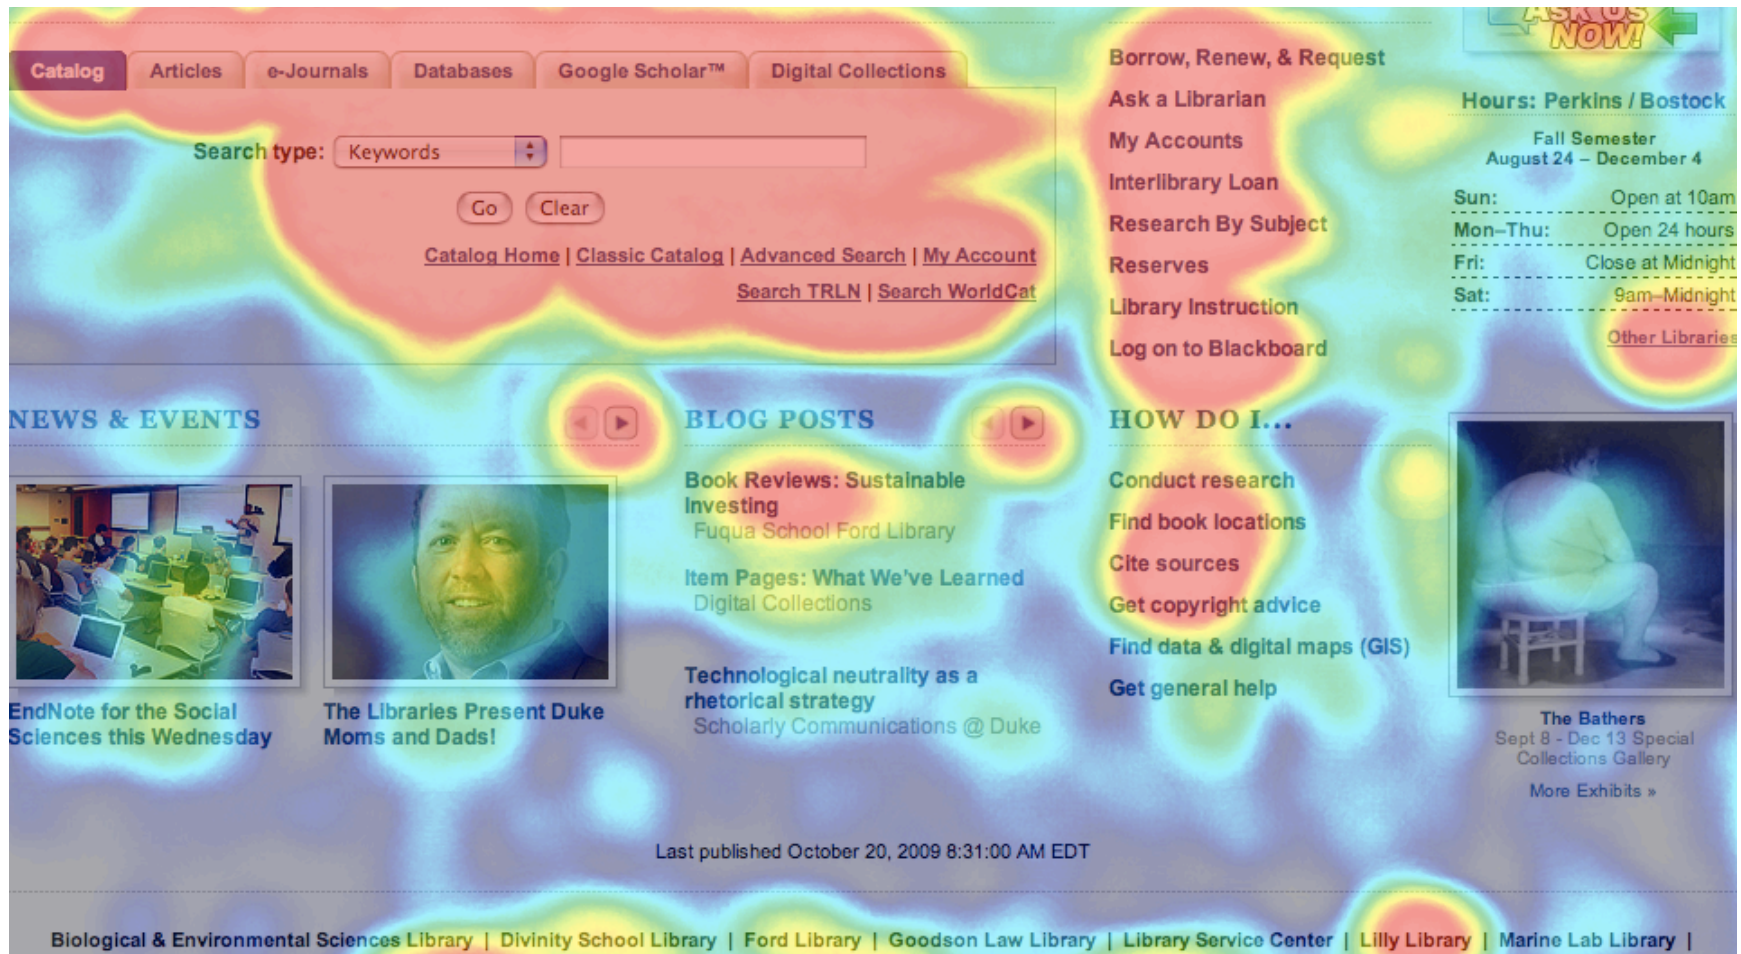 ASK US
NOW!
Catalog
Articles
e-Journals
Databases
Google Scholar™
Digital Collections
Search type:
Keywords
Go
Clear
Catalog Home | Classic Catalog | Advanced Search | My Account
Search TRLN | Search WorldCat
Borrow, Renew, & Request
Ask a Librarian
My Accounts
Interlibrary Loan
Research By Subject
Reserves
Library Instruction
Log on to Blackboard
Hours: Perkins / Bostock
Fall Semester
August 24 – December 4
Sun: Open at 10am
Mon–Thu: Open 24 hours
Fri: Close at Midnight
Sat: 9am–Midnight
Other Libraries
NEWS & EVENTS
EndNote for the Social
Sciences this Wednesday
The Libraries Present Duke
Moms and Dads!
BLOG POSTS
Book Reviews: Sustainable
Investing
Fuqua School Ford Library
Item Pages: What We've Learned
Digital Collections
Technological neutrality as a
rhetorical strategy
Scholarly Communications @ Duke
HOW DO I...
Conduct research
Find book locations
Cite sources
Get copyright advice
Find data & digital maps (GIS)
Get general help
The Bathers
Sept 8 - Dec 13 Special
Collections Gallery
More Exhibits »
Last published October 20, 2009 8:31:00 AM EDT
Biological & Environmental Sciences Library | Divinity School Library | Ford Library | Goodson Law Library | Library Service Center | Lilly Library | Marine Lab Library |